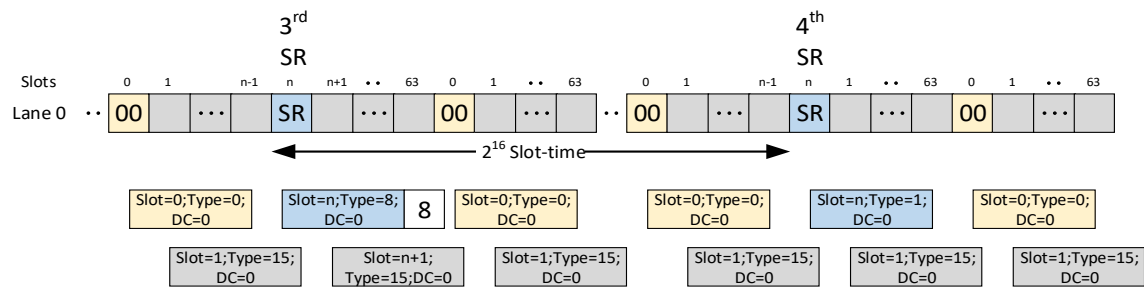 3rd 4th
SR SR
Slots 0 1 n-1 n n+1 ·· 63 0 1 ·· 63 0 1 n-1 n 1 ·· 63 0 1 ·· 63
Lane 0 ·· 00 ··· SR ··· 00 ··· ·· 00 ··· SR ··· 00 ···
2^16 Slot-time
Slot=0;Type=0; Slot=n;Type=8; 8 Slot=0;Type=0; Slot=0;Type=0; Slot=n;Type=1; Slot=0;Type=0;
DC=0 DC=0 DC=0 DC=0 DC=0 DC=0
Slot=1;Type=15; Slot=n+1; Slot=1;Type=15; Slot=1;Type=15; Slot=1;Type=15; Slot=1;Type=15;
DC=0 Type=15;DC=0 DC=0 DC=0 DC=0 DC=0